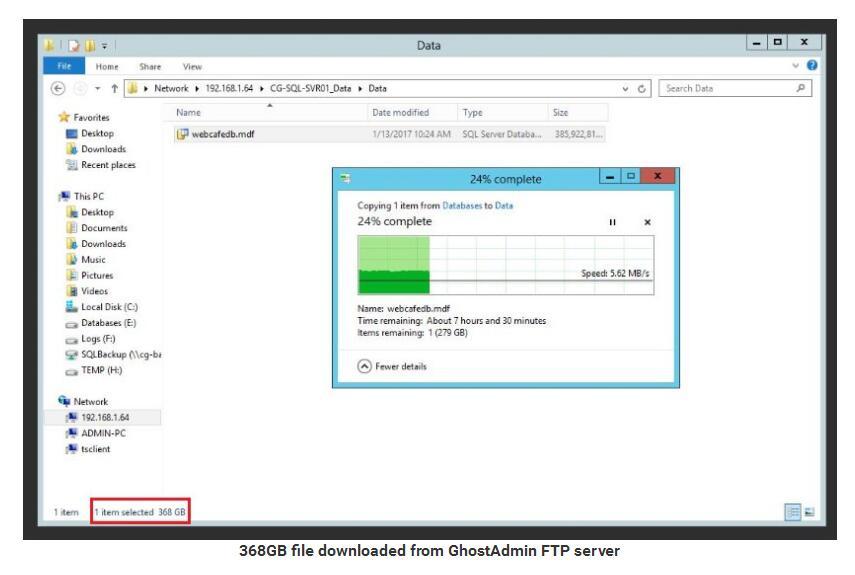 Data
File Home Share View
Network 192.168.1.64 CG-SQL-SVR01_Data Data
Search Data
Favorites
Desktop
Downloads
Recent places
This PC
Desktop
Documents
Downloads
Music
Pictures
Videos
Local Disk (C:)
Databases (E:)
Logs (F:)
SQLBackup (\\cg-ba
TEMP (H:)
Network
192.168.1.64
ADMIN-PC
tsclient
Name Date modified Type Size
webcafedb.mdf 1/13/2017 10:24 AM SQL Server Databa... 385,922,81...
24% complete
Copying 1 item from Databases to Data
24% complete
Speed: 5.62 MB/s
Name: webcafedb.mdf
Time remaining: About 7 hours and 30 minutes
Items remaining: 1 (279 GB)
Fewer details
1 item 1 item selected 368 GB
368GB file downloaded from GhostAdmin FTP server